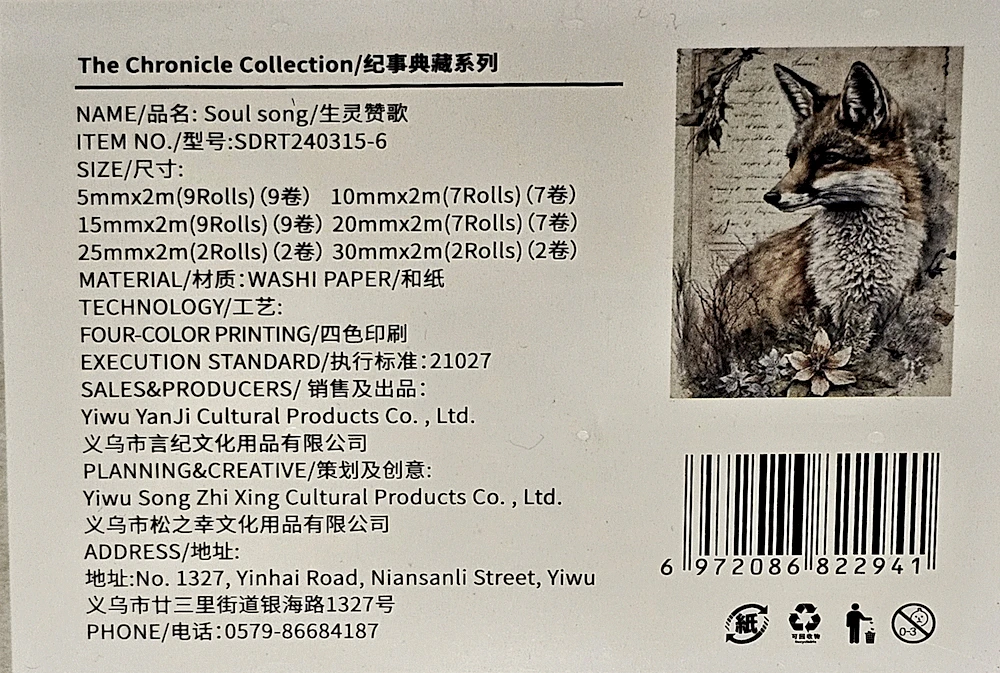 The Chronicle Collection/纪事典藏系列
NAME/品名: Soul song/生灵赞歌
ITEM NO./型号:SDRT240315-6
SIZE/尺寸:
5mmx2m(9Rolls)(9卷) 10mmx2m(7Rolls)(7卷)
15mmx2m(9Rolls)(9卷) 20mmx2m(7Rolls)(7卷)
25mmx2m(2Rolls)(2卷) 30mmx2m(2Rolls)(2卷)
MATERIAL/材质:WASHI PAPER/和纸
TECHNOLOGY/工艺:
FOUR-COLOR PRINTING/四色印刷
EXECUTION STANDARD/执行标准:21027
SALES&PRODUCERS/ 销售及出品:
Yiwu YanJi Cultural Products Co. , Ltd.
义乌市言纪文化用品有限公司
PLANNING&CREATIVE/策划及创意:
Yiwu Song Zhi Xing Cultural Products Co. , Ltd.
义乌市松之幸文化用品有限公司
ADDRESS/地址:
地址:No. 1327, Yinhai Road, Niansanli Street, Yiwu
义乌市廿三里街道银海路1327号
PHONE/电话:0579-86684187
6 972086 822941
紙
可回收物
Recyclable
0-3